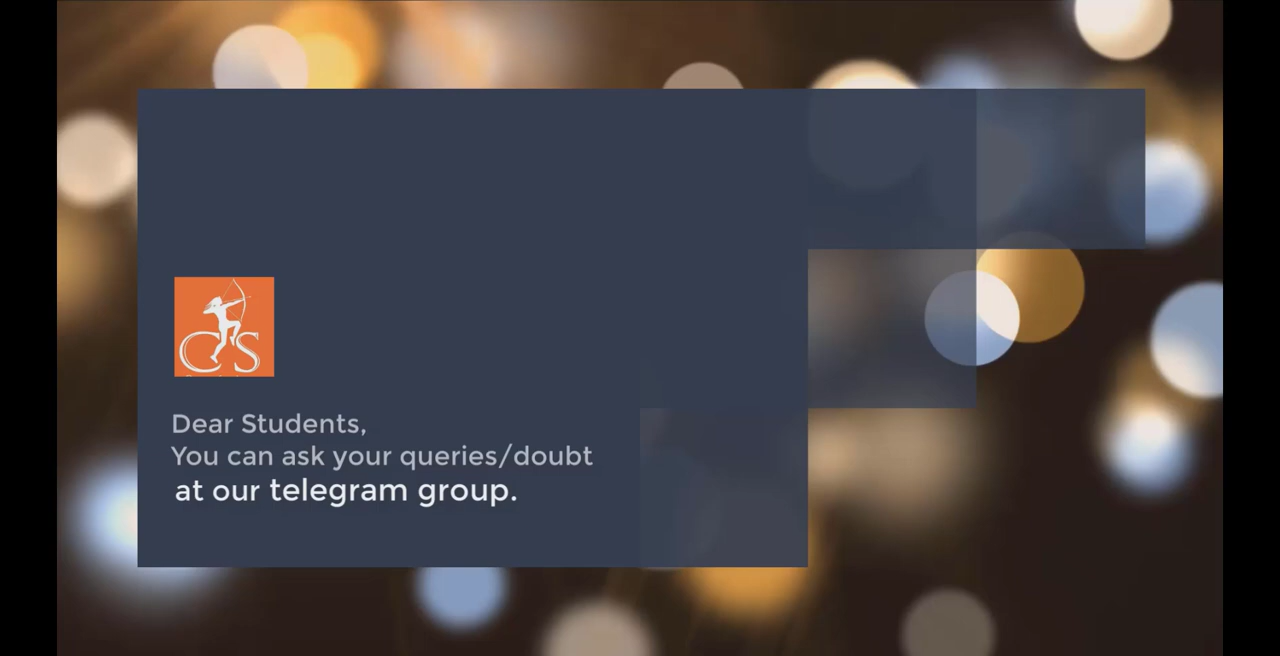 CS
Dear Students,
You can ask your queries/doubt
at our telegram group.